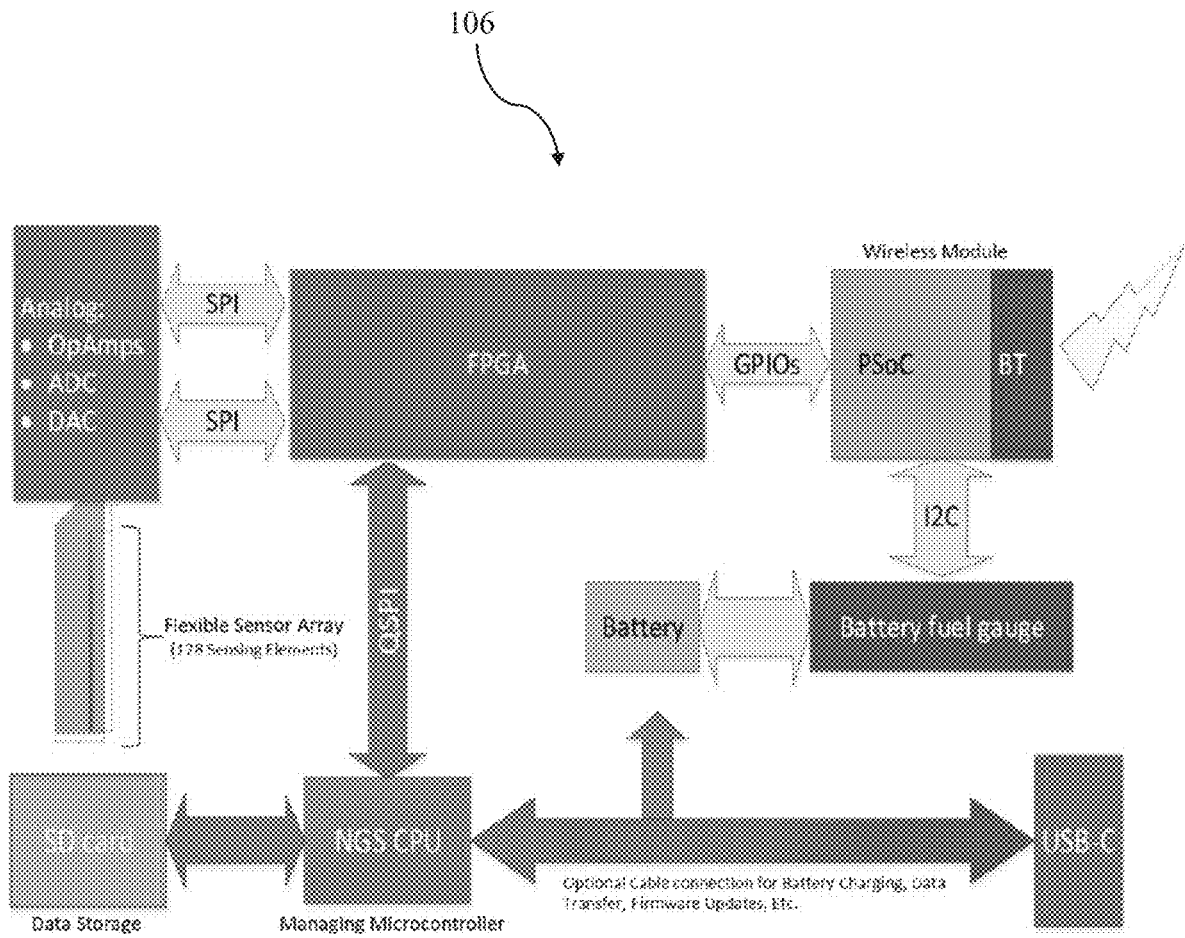 106
Wireless Module
Analog:
• OpAmps
• ADC
• DAC
SPI
SPI
FPGA
GPIOs
PSoC
BT
I2C
Flexible Sensor Array
(128 Sensing Elements)
QSPI
Battery
Battery fuel gauge
SD card
NGS CPU
USB-C
Optional Cable connection for Battery Charging, Data
Transfer, Firmware Updates, Etc.
Data Storage
Managing Microcontroller